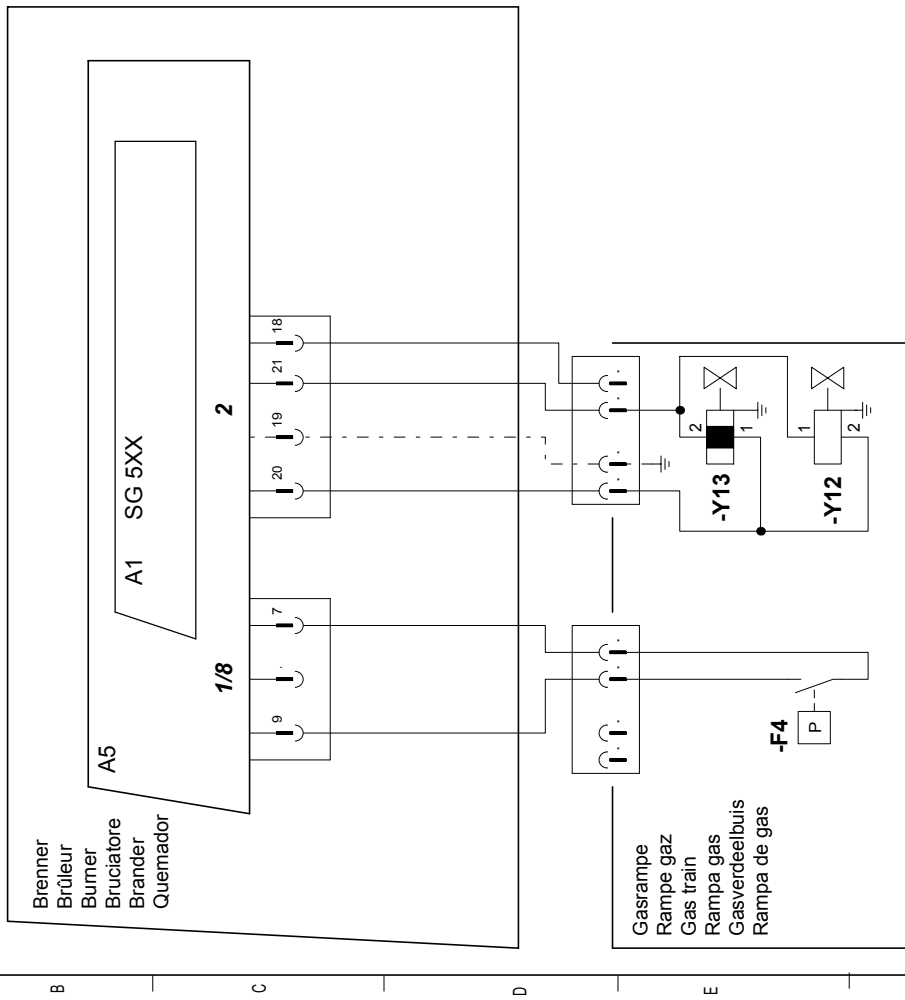 Brenner
Brûleur
Burner
Bruciatore
Brander
Quemador
A5
A1 SG 5XX
1/8
2
9
.
7
20
19
21
18
Gasrampe
Rampe gaz
Gas train
Rampa gas
Gasverdeelbuis
Rampa de gas
-F4
P
-Y13
2
1
-Y12
1
2
B
C
D
E